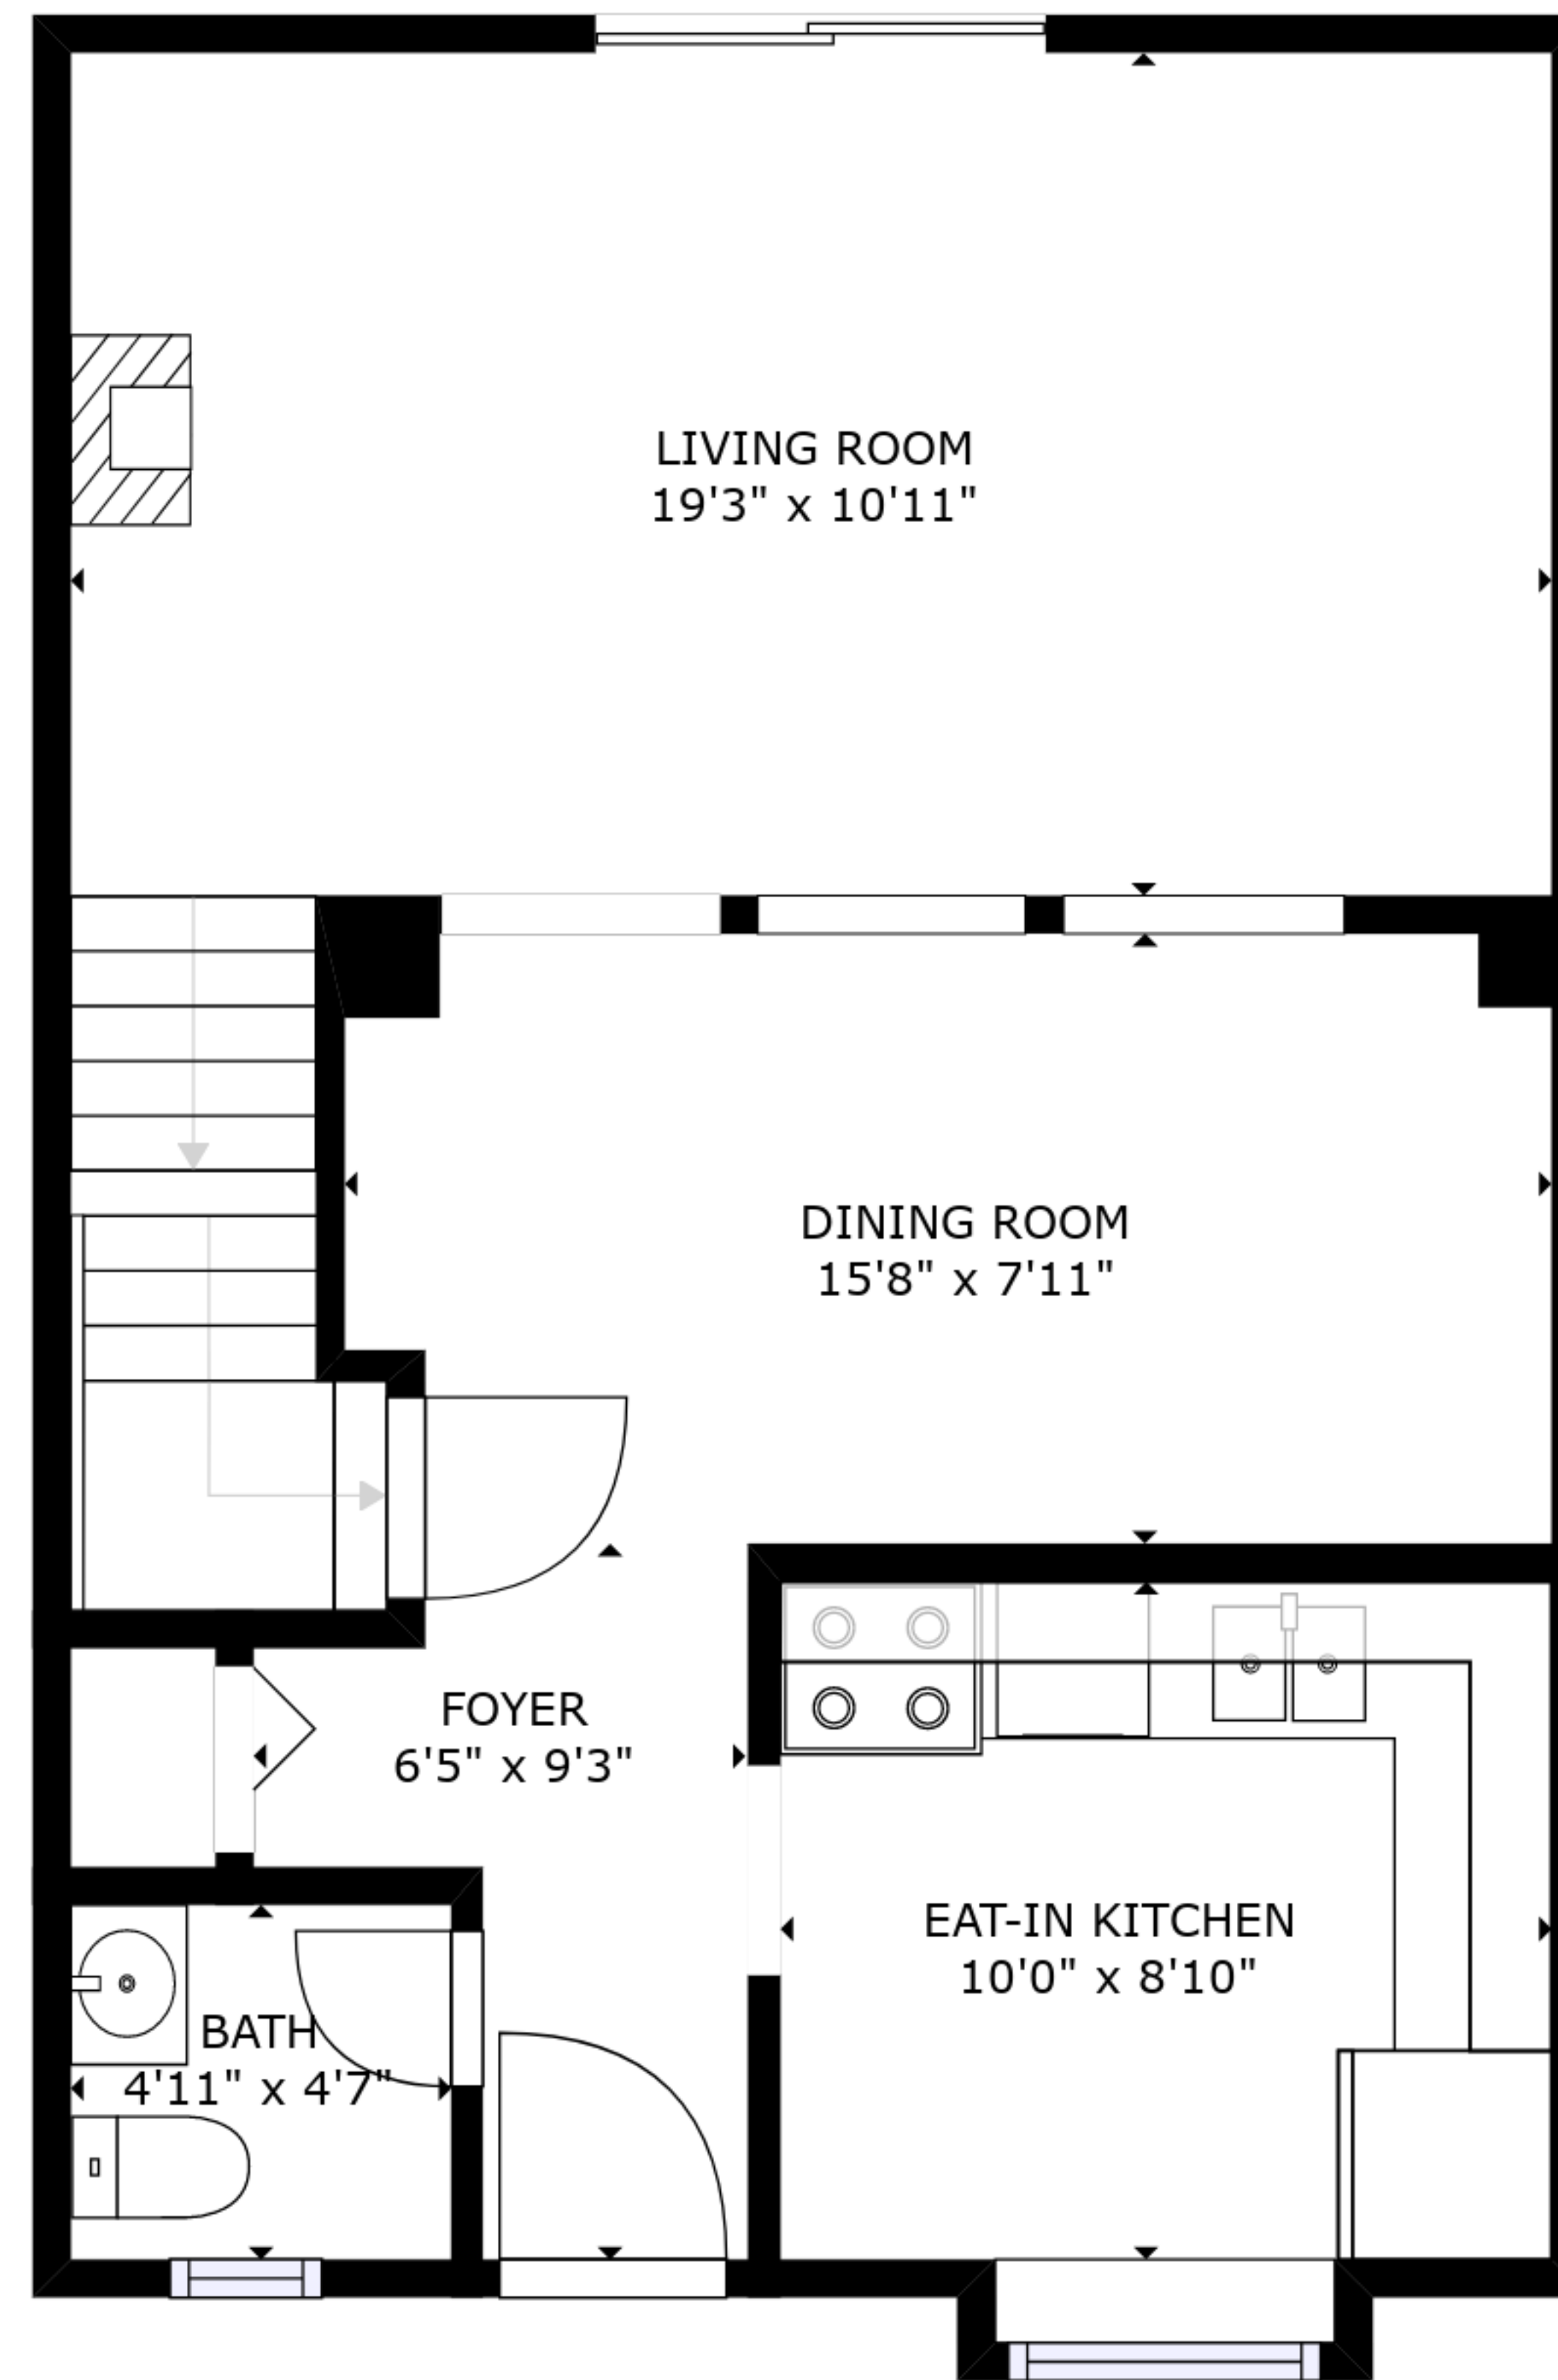 LIVING ROOM
19'3" x 10'11"
DINING ROOM
15'8" x 7'11"
FOYER
6'5" x 9'3"
EAT-IN KITCHEN
10'0" x 8'10"
BATH
4'11" x 4'7"